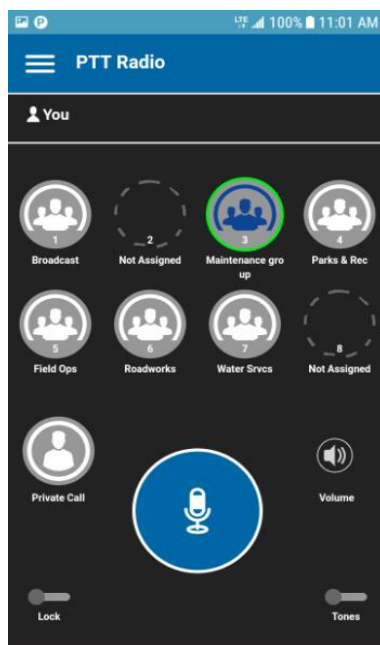 LTE 100% 11:01 AM
PTT Radio
You
1 2 3 4
Broadcast Not Assigned Maintenance gro Parks & Rec
up
5 6 7 8
Field Ops Roadworks Water Srvcs Not Assigned
Private Call Volume
Lock Tones